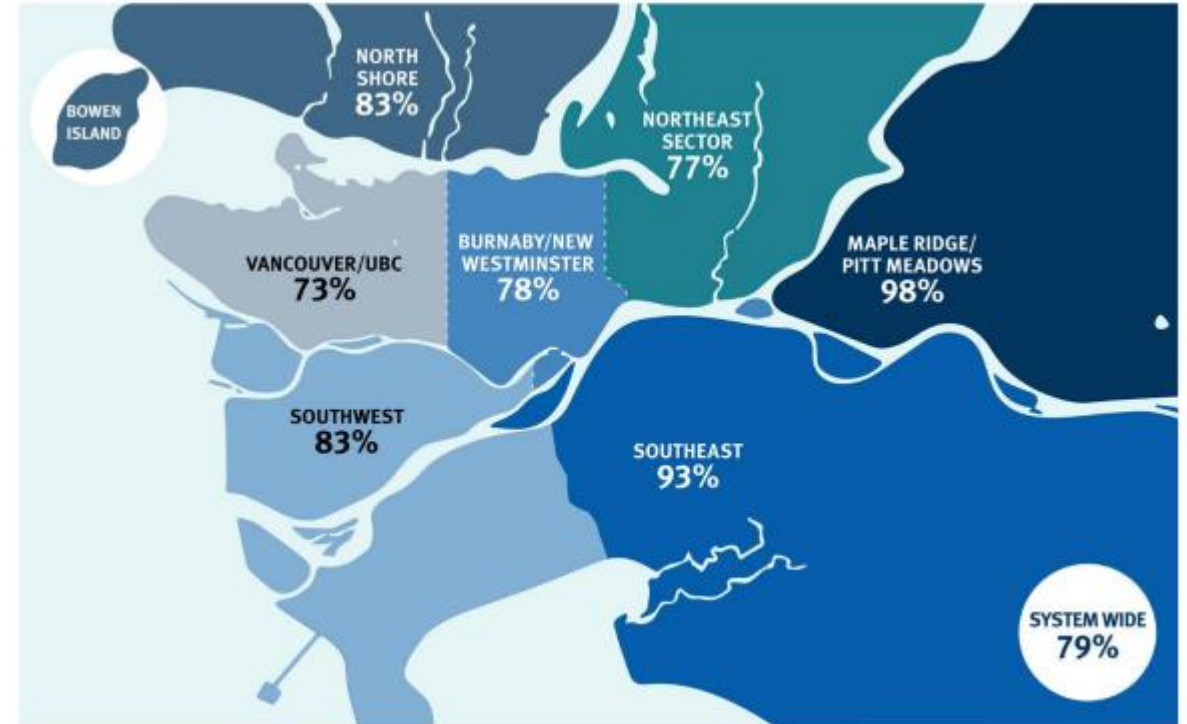 NORTH
SHORE
83%
BOWEN
ISLAND
NORTHEAST
SECTOR
77%
VANCOUVER/UBC
73%
BURNABY/NEW
WESTMINSTER
78%
MAPLE RIDGE/
PITT MEADOWS
98%
SOUTHWEST
83%
SOUTHEAST
93%
SYSTEM WIDE
79%